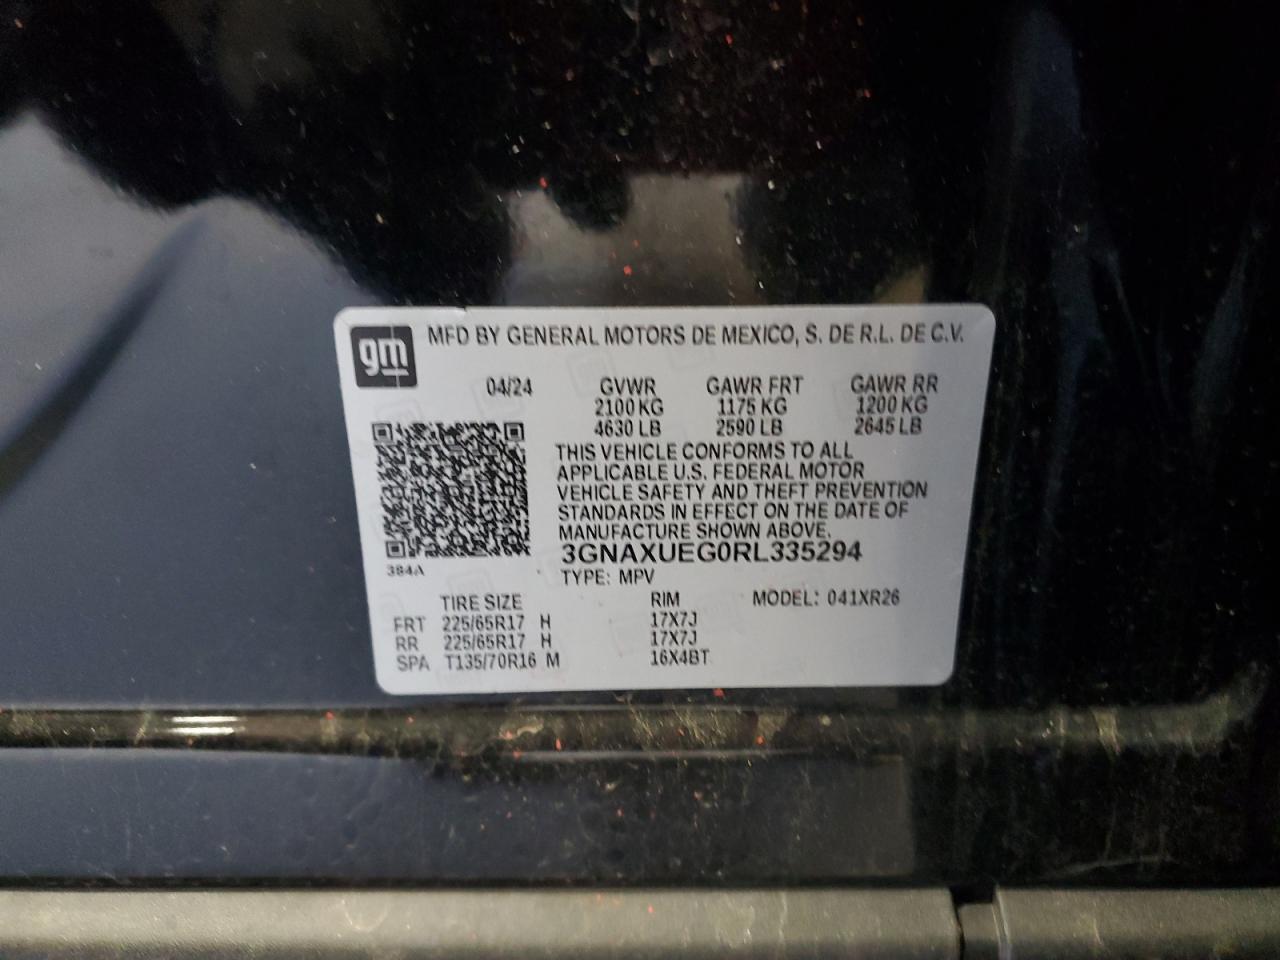 gm
MFD BY GENERAL MOTORS DE MEXICO, S. DE R.L. DE C.V.
04/24 GVWR GAWR FRT GAWR RR
2100 KG 1175 KG 1200 KG
4630 LB 2590 LB 2645 LB
THIS VEHICLE CONFORMS TO ALL
APPLICABLE U.S. FEDERAL MOTOR
VEHICLE SAFETY AND THEFT PREVENTION
STANDARDS IN EFFECT ON THE DATE OF
MANUFACTURE SHOWN ABOVE.
3GNAXUEG0RL335294
384A
TYPE: MPV
TIRE SIZE RIM MODEL: 041XR26
FRT 225/65R17 H 17X7J
RR 225/65R17 H 17X7J
SPA T135/70R16 M 16X4BT